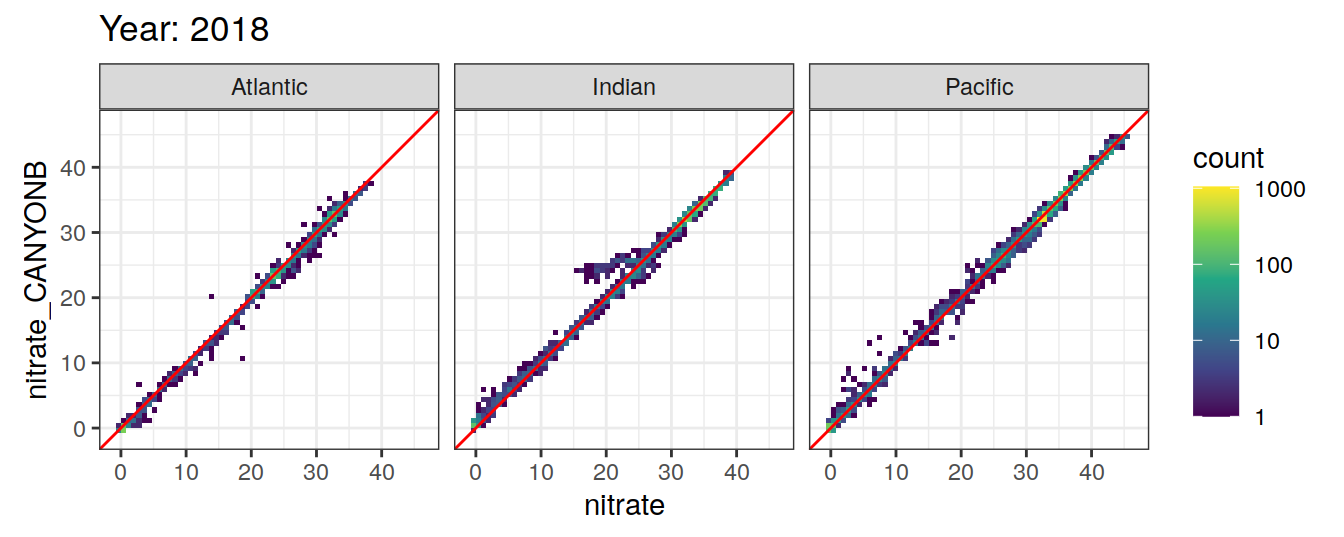 Year: 2018
Atlantic
Indian
Pacific
nitrate_CANYONB
40
30
20
10
0
0 10 20 30 40
0 10 20 30 40
0 10 20 30 40
nitrate
count
1000
100
10
1